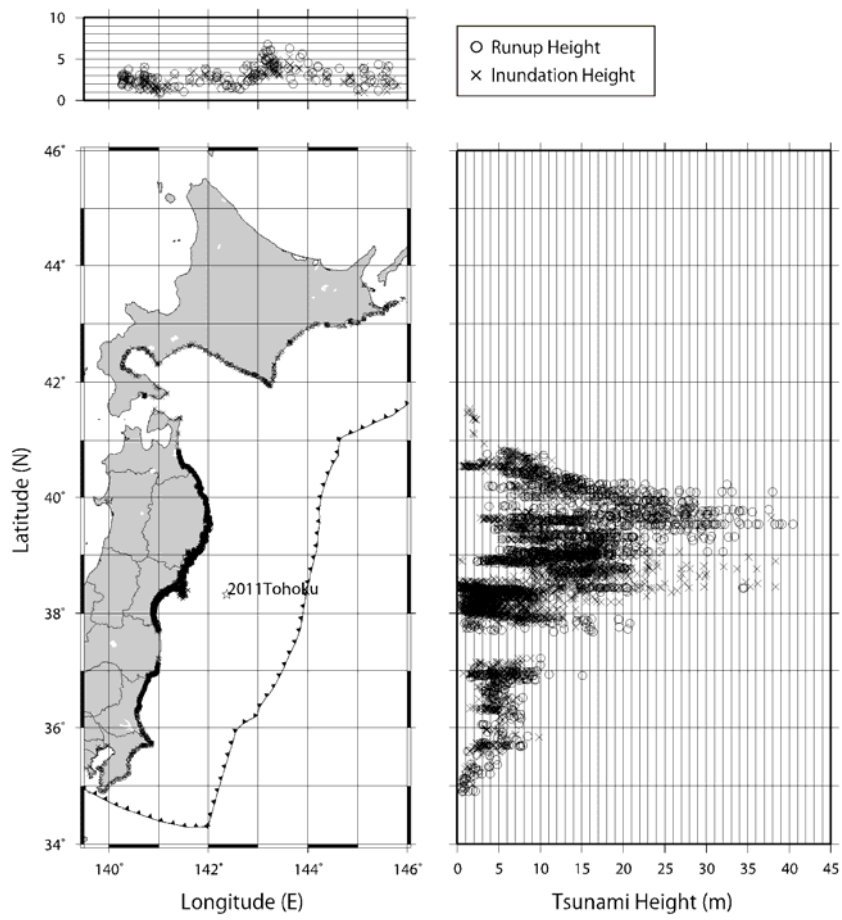 10
5
0
○ Runup Height
× Inundation Height
46°
44°
42°
40°
38°
36°
34°
Latitude (N)
2011Tohoku
140° 142° 144° 146°
Longitude (E)
0 5 10 15 20 25 30 35 40 45
Tsunami Height (m)